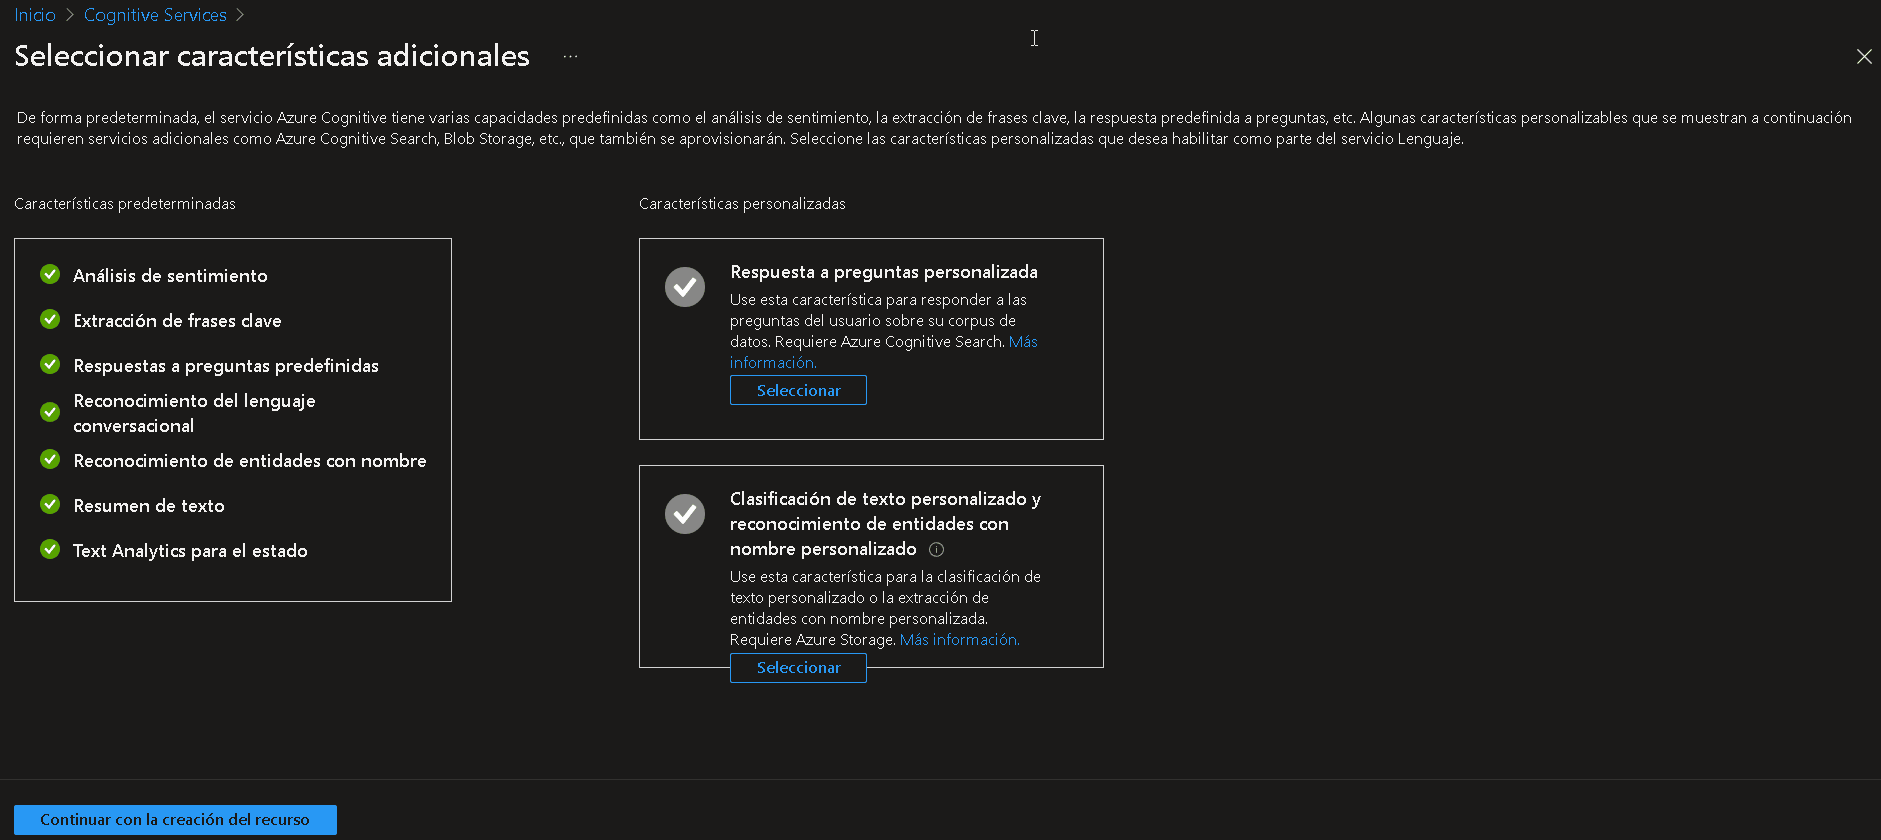 Inicio > Cognitive Services >
Seleccionar características adicionales ...
De forma predeterminada, el servicio Azure Cognitive tiene varias capacidades predefinidas como el análisis de sentimiento, la extracción de frases clave, la respuesta predefinida a preguntas, etc. Algunas características personalizables que se muestran a continuación
requieren servicios adicionales como Azure Cognitive Search, Blob Storage, etc., que también se aprovisionarán. Seleccione las características personalizadas que desea habilitar como parte del servicio Lenguaje.
Características predeterminadas
Análisis de sentimiento
Extracción de frases clave
Respuestas a preguntas predefinidas
Reconocimiento del lenguaje
conversacional
Reconocimiento de entidades con nombre
Resumen de texto
Text Analytics para el estado
Características personalizadas
Respuesta a preguntas personalizada
Use esta característica para responder a las
preguntas del usuario sobre su corpus de
datos. Requiere Azure Cognitive Search. Más
información.
Seleccionar
Clasificación de texto personalizado y
reconocimiento de entidades con
nombre personalizado
Use esta característica para la clasificación de
texto personalizado o la extracción de
entidades con nombre personalizada.
Requiere Azure Storage. Más información.
Seleccionar
Continuar con la creación del recurso